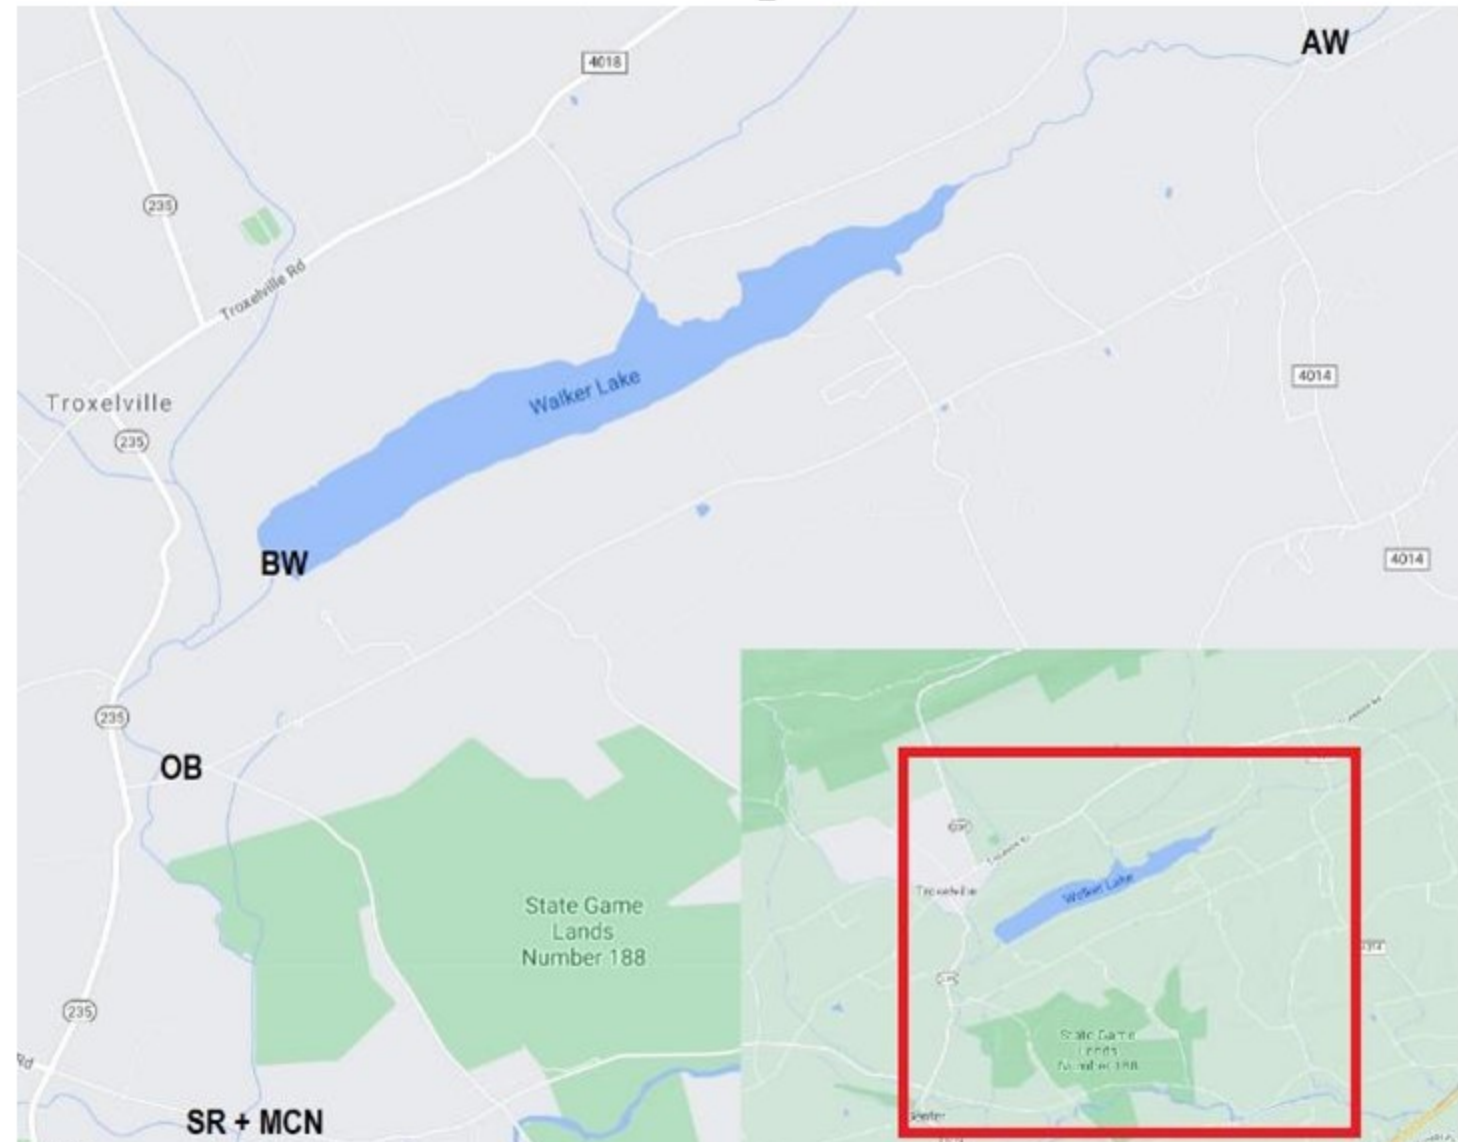 AW
4018
235
Troxelville Rd
Walker Lake
4014
Troxelville
235
4014
BW
235
OB
State Game
Lands
Number 188
235
Rd
SR + MCN
Troxelville
Walker Lake
State Game
Lands
Number 188